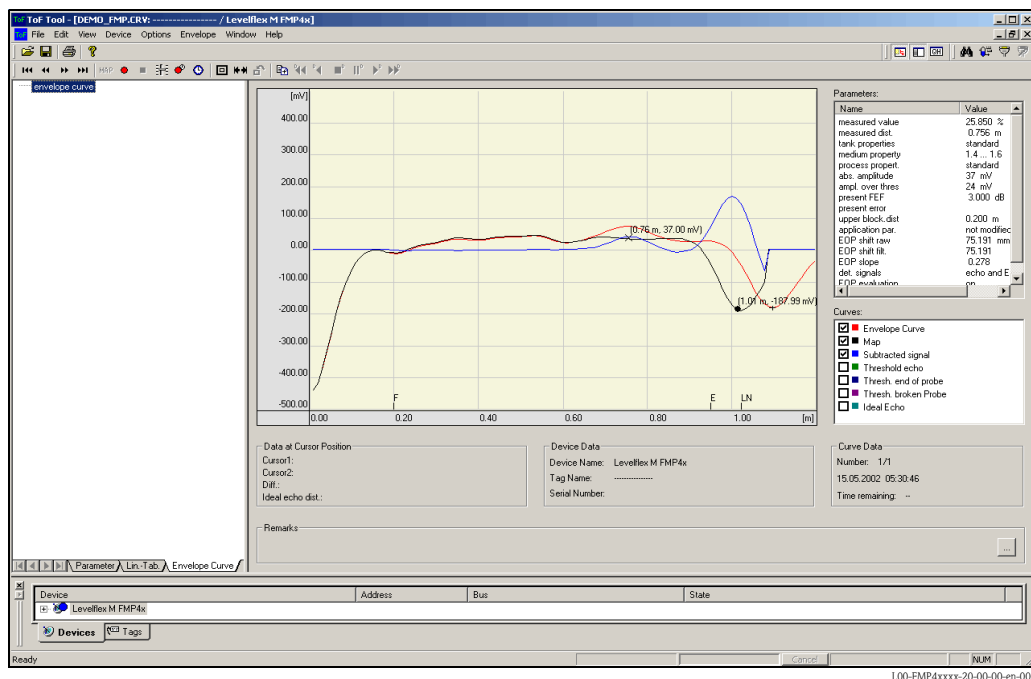 ToF Tool - [DEMO_FMP.CRV: --------------- / Levelflex M FMP4x]
File Edit View Device Options Envelope Window Help
MAP
envelope curve
[mV]
400.00
300.00
200.00
100.00
0.00
-100.00
-200.00
-300.00
-400.00
-500.00
[0.76 m, 37.00 mV)
(1.01 m, -187.99 mV)
F
E
LN
0.00 0.20 0.40 0.60 0.80 1.00 [m]
Parameters:
Name Value
measured value 25.850 %
measured dist. 0.756 m
tank properties standard
medium property 1.4 ... 1.6
process propert. standard
abs. amplitude 37 mV
ampl. over thres 24 mV
present FEF 3.000 dB
present error
upper block.dist 0.200 m
application par. not modifiec
EOP shift raw 75.191 mm
EOP shift filt. 75.191
EOP slope 0.278
det. signals echo and E
EOP evaluation on
Curves:
Envelope Curve
Map
Subtracted signal
Threshold echo
Thresh. end of probe
Thresh. broken Probe
Ideal Echo
Data at Cursor Position
Cursor1:
Cursor2:
Diff.:
Ideal echo dist.:
Device Data
Device Name: Levelflex M FMP4x
Tag Name: ---------------
Serial Number:
Curve Data
Number: 1/1
15.05.2002 05:30:46
Time remaining: --
Remarks
...
Parameter Lin.-Tab. Envelope Curve
Device Address Bus State
Levelflex M FMP4x
Devices Tags
Ready Cancel NUM
L00-FMP4xxxx-20-00-00-en-00